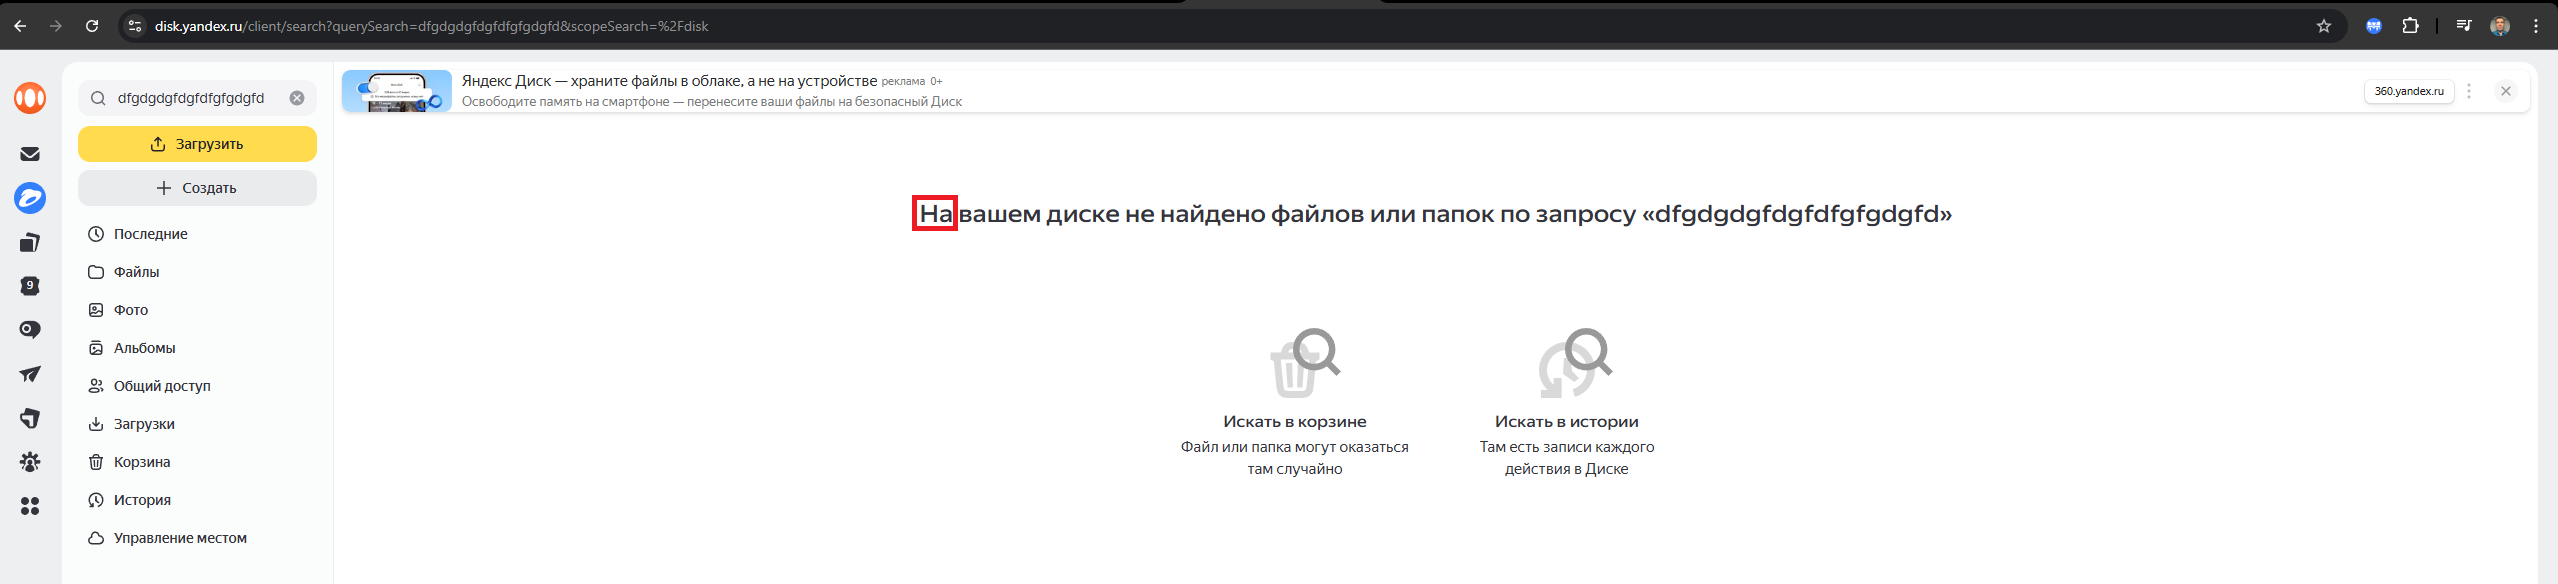 disk.yandex.ru/client/search?querySearch=dfgdgdgfdgfdfgfgdgfd&scopeSearch=%2Fdisk
dfgdgdgfdgfdfgfgdgfd
Загрузить
Создать
9
Последние
Файлы
Фото
Альбомы
Общий доступ
Загрузки
Корзина
История
Управление местом
Яндекс Диск — храните файлы в облаке, а не на устройстве реклама 0+
Освободите память на смартфоне — перенесите ваши файлы на безопасный Диск
360.yandex.ru
На вашем диске не найдено файлов или папок по запросу «dfgdgdgfdgfdfgfgdgfd»
Искать в корзине
Файл или папка могут оказаться
там случайно
Искать в истории
Там есть записи каждого
действия в Диске